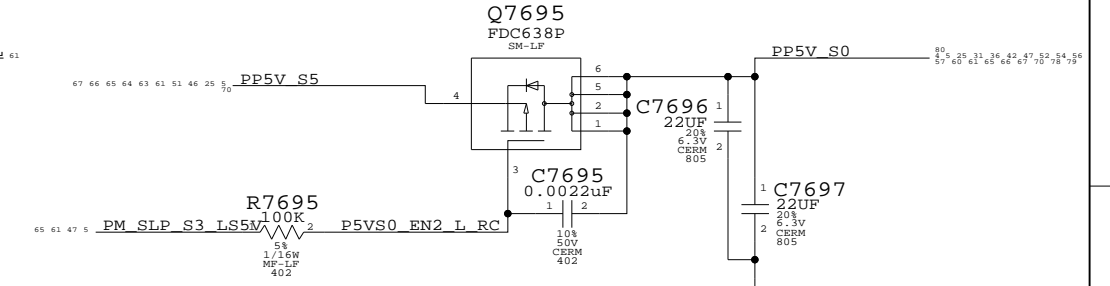 Q7695
FDC638P
SM-LF
61
67 66 65 64 63 61 51 46 25 5
70
PP5V_S5
PP5V_S0
80
4 5 25 31 36 42 47 52 54 56
57 60 61 65 66 67 70 78 79
4
6
5
2
1
3
C7696
22UF
20%
6.3V
CERM
805
1
2
C7695
0.0022uF
1
2
10%
50V
CERM
402
C7697
22UF
20%
6.3V
CERM
805
1
2
R7695
100K
65 61 47 5
PM_SLP_S3_LS5V
2
P5VS0_EN2_L_RC
5%
1/16W
MF-LF
402